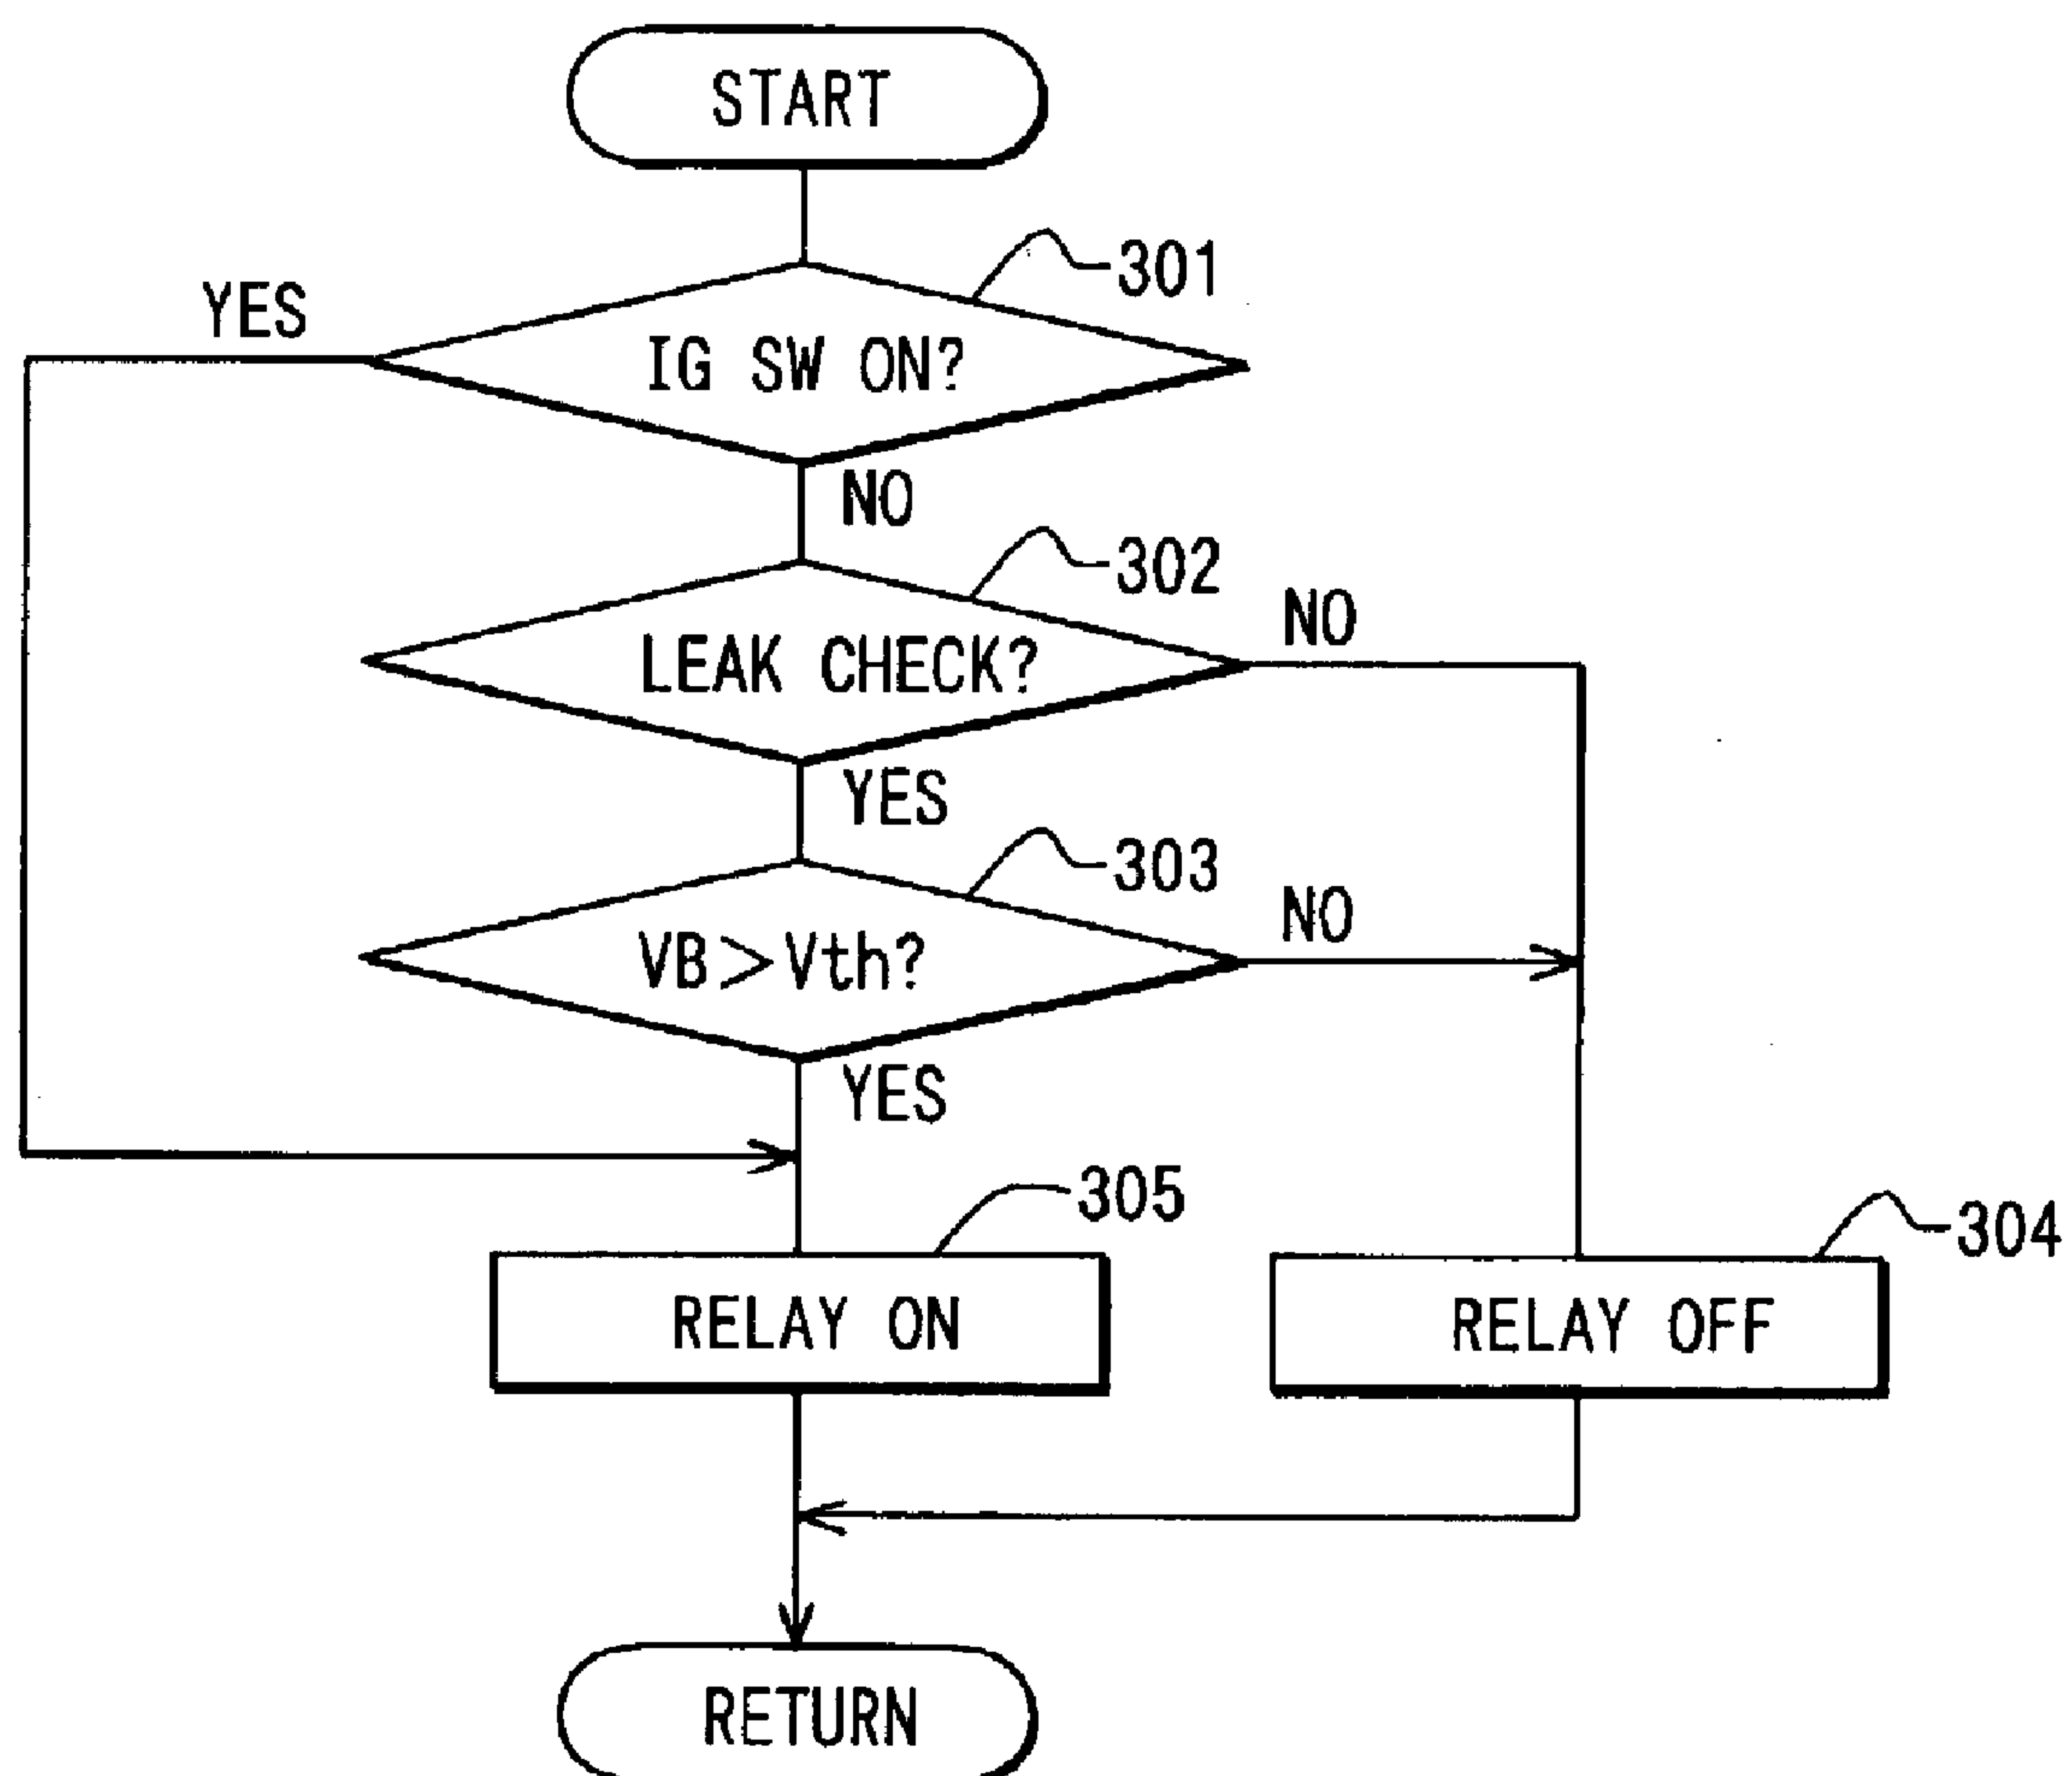 START
301
YES
IG SW ON?
NO
302
NO
LEAK CHECK?
YES
303
NO
VB>Vth?
YES
305
304
RELAY ON
RELAY OFF
RETURN